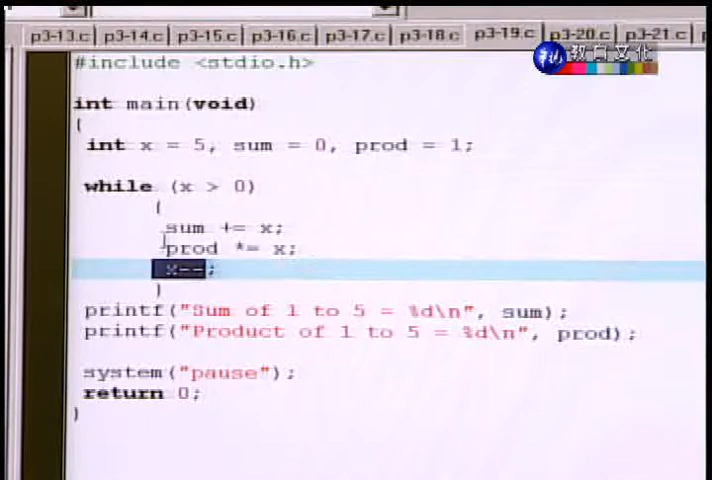 p3-13.c p3-14.c p3-15.c p3-16.c p3-17.c p3-18.c p3-19.c p3-20.c p3-21.c
教育文化
#include <stdio.h>
int main(void)
{
int x = 5, sum = 0, prod = 1;
while (x > 0)
{
sum += x;
prod *= x;
x--;
}
printf("Sum of 1 to 5 = %d\n", sum);
printf("Product of 1 to 5 = %d\n", prod);
system("pause");
return 0;
}